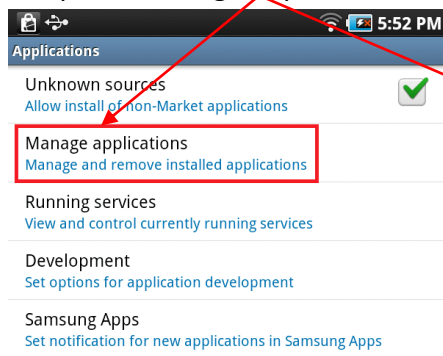 5:52 PM
Applications
Unknown sources
Allow install of non-Market applications
Manage applications
Manage and remove installed applications
Running services
View and control currently running services
Development
Set options for application development
Samsung Apps
Set notification for new applications in Samsung Apps